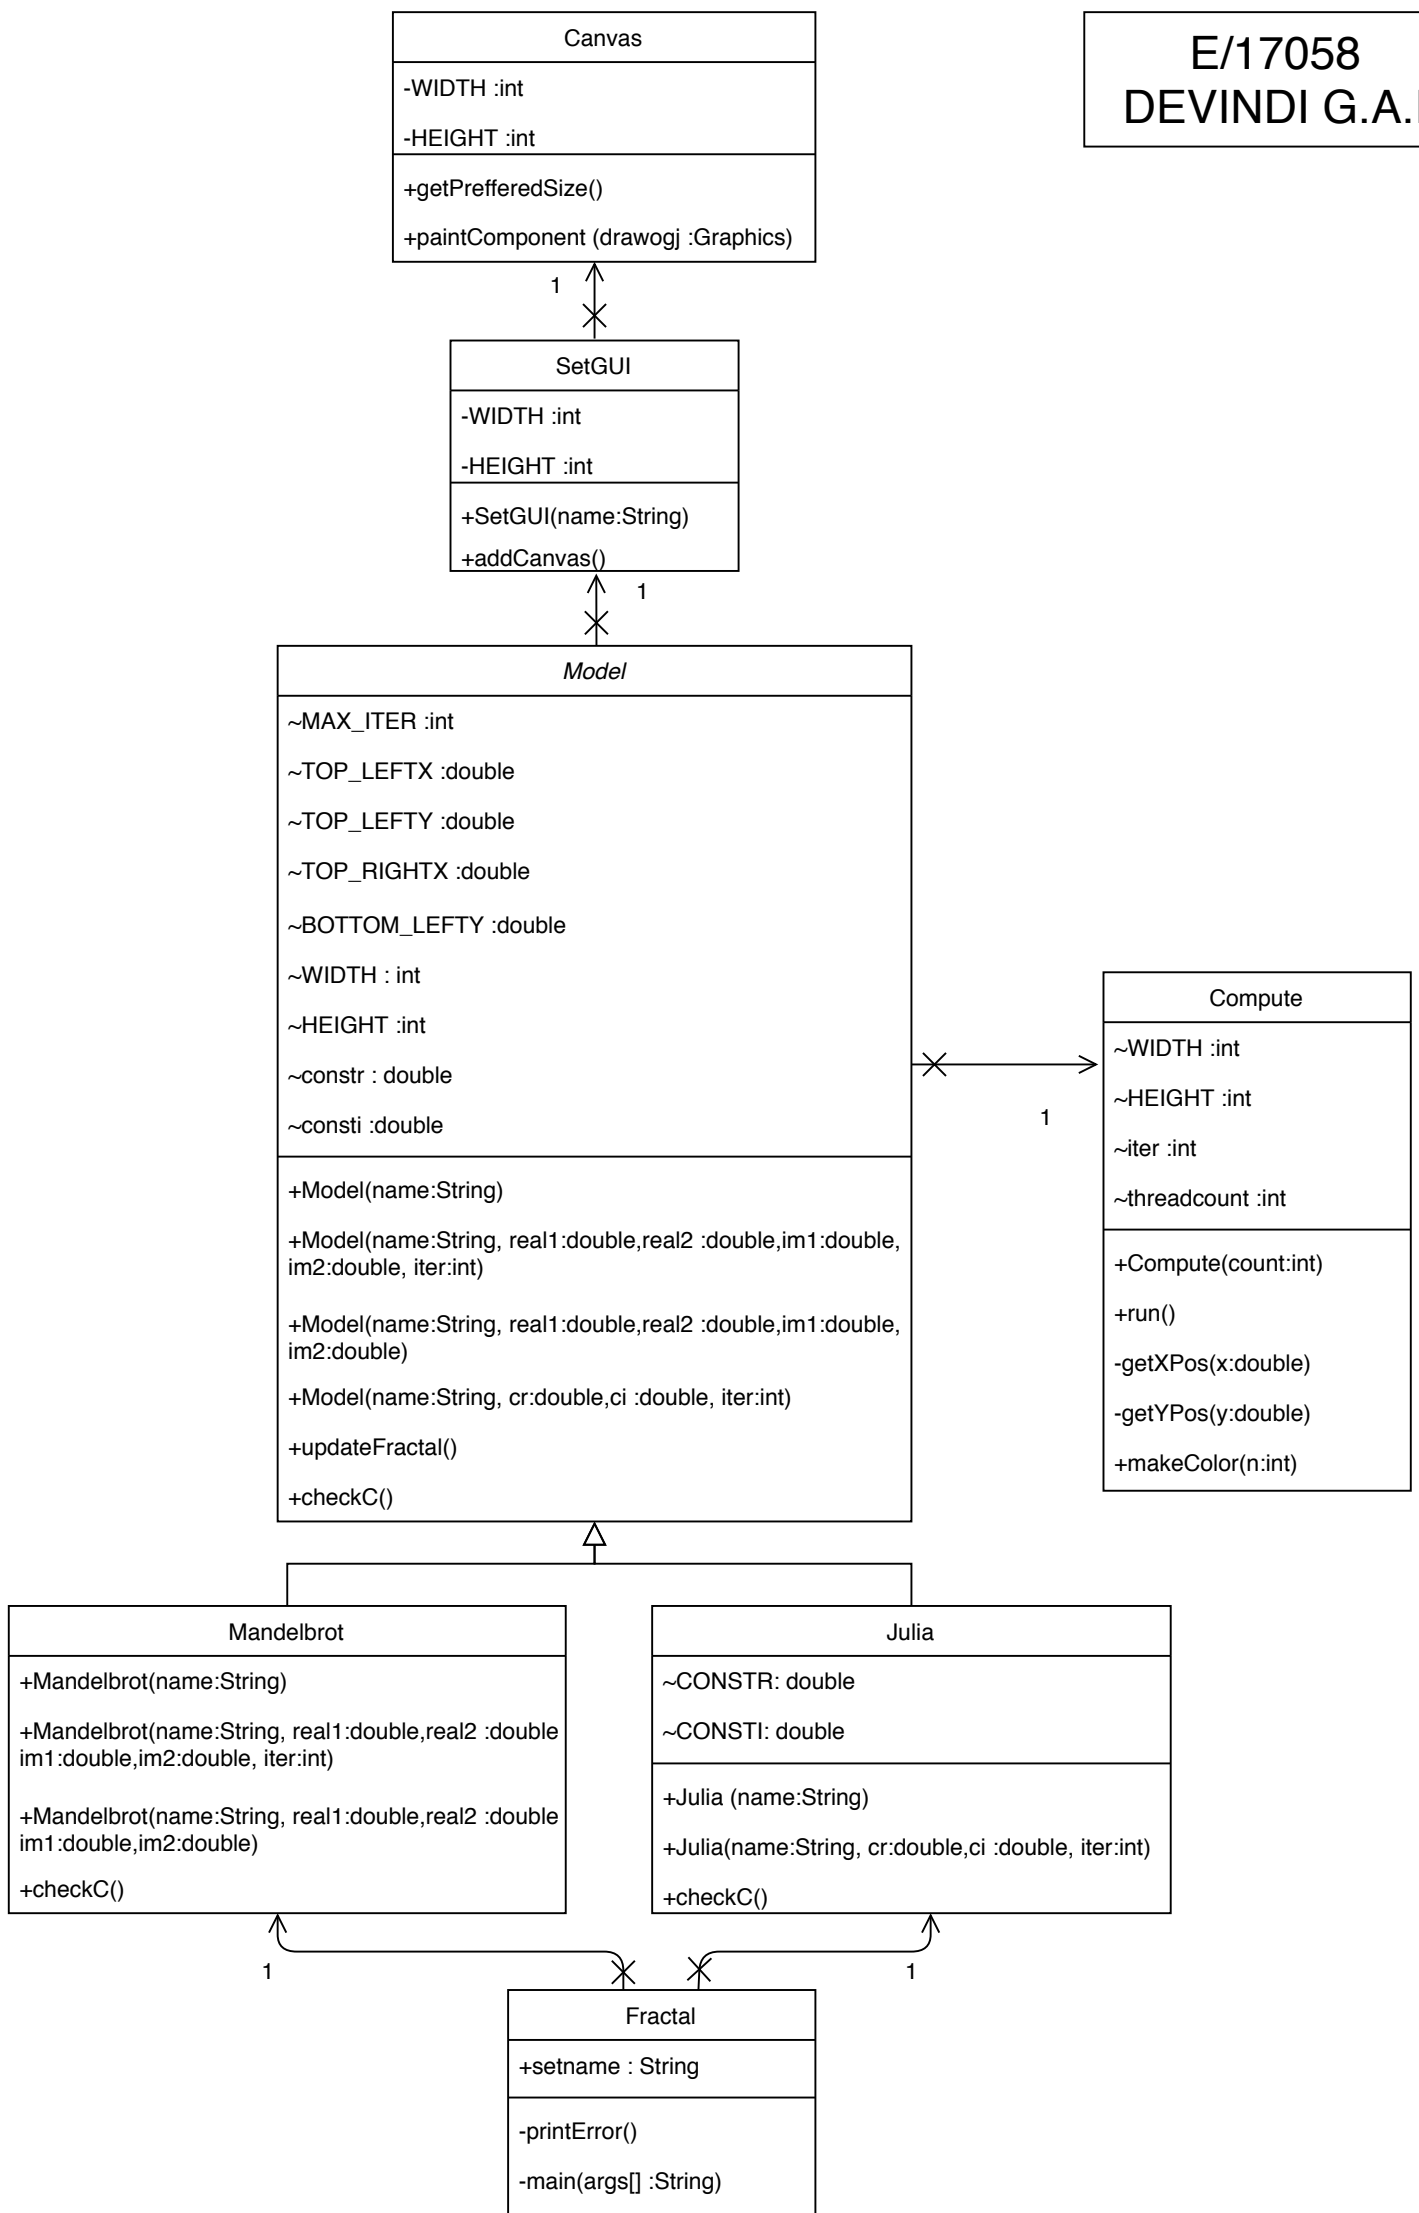 Canvas
-WIDTH :int
-HEIGHT :int
+getPrefferedSize()
+paintComponent (drawogj :Graphics)
E/17058
DEVINDI G.A.
1
SetGUI
-WIDTH :int
-HEIGHT :int
+SetGUI(name:String)
+addCanvas()
1
Model
~MAX_ITER :int
~TOP_LEFTX :double
~TOP_LEFTY :double
~TOP_RIGHTX :double
~BOTTOM_LEFTY :double
~WIDTH : int
~HEIGHT :int
~constr : double
~consti :double
+Model(name:String)
+Model(name:String, real1:double,real2 :double,im1:double,
im2:double, iter:int)
+Model(name:String, real1:double,real2 :double,im1:double,
im2:double)
+Model(name:String, cr:double,ci :double, iter:int)
+updateFractal()
+checkC()
1
Compute
~WIDTH :int
~HEIGHT :int
~iter :int
~threadcount :int
+Compute(count:int)
+run()
-getXPos(x:double)
-getYPos(y:double)
+makeColor(n:int)
Mandelbrot
+Mandelbrot(name:String)
+Mandelbrot(name:String, real1:double,real2 :double
im1:double,im2:double, iter:int)
+Mandelbrot(name:String, real1:double,real2 :double
im1:double,im2:double)
+checkC()
Julia
~CONSTR: double
~CONSTI: double
+Julia (name:String)
+Julia(name:String, cr:double,ci :double, iter:int)
+checkC()
1
1
Fractal
+setname : String
-printError()
-main(args[] :String)